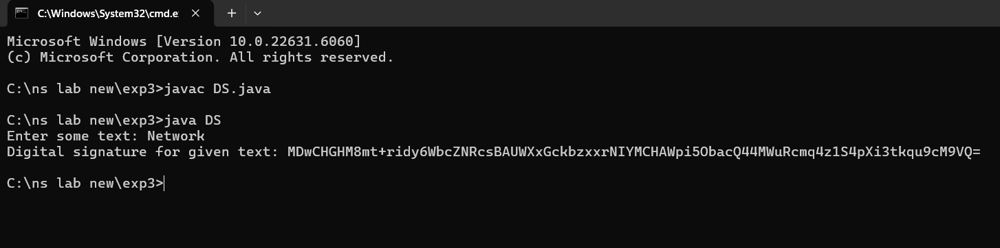 C:\Windows\System32\cmd.e
Microsoft Windows [Version 10.0.22631.6060]
(c) Microsoft Corporation. All rights reserved.
C:\ns lab new\exp3>javac DS.java
C:\ns lab new\exp3>java DS
Enter some text: Network
Digital signature for given text: MDwCHGHM8mt+ridy6WbcZNRcsBAUWXxGckbzxxrNIYMCHAWpi5ObacQ44MWuRcmq4z1S4pXi3tkqu9cM9VQ=
C:\ns lab new\exp3>